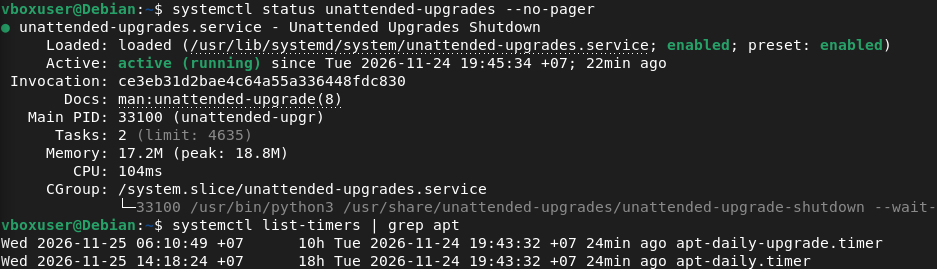 vboxuser@Debian:~$ systemctl status unattended-upgrades --no-pager
● unattended-upgrades.service - Unattended Upgrades Shutdown
     Loaded: loaded (/usr/lib/systemd/system/unattended-upgrades.service; enabled; preset: enabled)
     Active: active (running) since Tue 2026-11-24 19:45:34 +07; 22min ago
 Invocation: ce3eb31d2bae4c64a55a336448fdc830
       Docs: man:unattended-upgrade(8)
   Main PID: 33100 (unattended-upgr)
      Tasks: 2 (limit: 4635)
     Memory: 17.2M (peak: 18.8M)
        CPU: 104ms
     CGroup: /system.slice/unattended-upgrades.service
             └─33100 /usr/bin/python3 /usr/share/unattended-upgrades/unattended-upgrade-shutdown --wait-
vboxuser@Debian:~$ systemctl list-timers | grep apt
Wed 2026-11-25 06:10:49 +07      10h Tue 2026-11-24 19:43:32 +07 24min ago apt-daily-upgrade.timer
Wed 2026-11-25 14:18:24 +07      18h Tue 2026-11-24 19:43:32 +07 24min ago apt-daily.timer